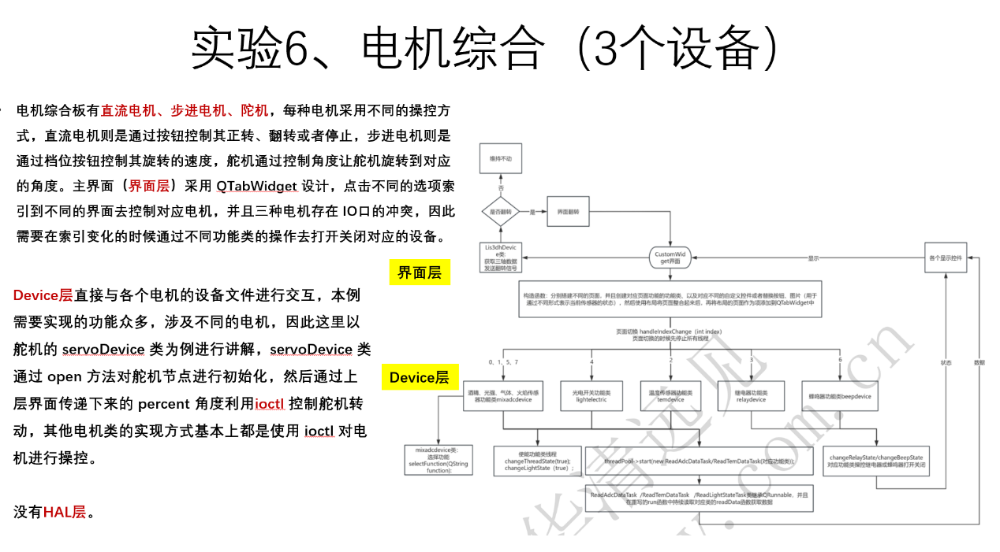 实验6、电机综合（3个设备）
• 电机综合板有直流电机、步进电机、陀机，每种电机采用不同的操控方
式，直流电机则是通过按钮控制其正转、翻转或者停止，步进电机则是
通过档位按钮控制其旋转的速度，舵机通过控制角度让舵机旋转到对应
的角度。主界面（界面层）采用 QTabWidget 设计，点击不同的选项索
引到不同的界面去控制对应电机，并且三种电机存在 IO口的冲突，因此
需要在索引变化的时候通过不同功能类的操作去打开关闭对应的设备。
界面层
Device层直接与各个电机的设备文件进行交互，本例
需要实现的功能众多，涉及不同的电机，因此这里以
舵机的 servoDevice 类为例进行讲解，servoDevice 类
通过 open 方法对舵机节点进行初始化，然后通过上
层界面传递下来的 percent 角度利用ioctl 控制舵机转
动，其他电机类的实现方式基本上都是使用 ioctl 对电
机进行操控。
Device层
没有HAL层。
维持不动
否
是否翻转
是
界面翻转
Lis3dhDevic
e类:
获取三轴数据
发送翻转信号
CustomWid
get界面
显示
各个显示控件
构造函数：分别搭建不同的页面，并且创建对应页面功能的功能类，以及对应不同的自定义控件或者替换按钮、图片（用于
通过不同形式表示当前传感器的状态），然后使用布局将页面整合起来后，再将布局的页面作为项添加到QTabWidget中
页面切换 handleIndexChange（int index）
页面切换的时候先停止所有线程
0、1、5、7
4
2
3
6
状态
数据
酒精、光强、气体、火焰传感
器功能类mixadcdevice
光电开关功能类
lightelectric
温度传感器功能类
temdevice
继电器功能类
relaydevice
蜂鸣器功能类beepdevice
mixadcdevice类:
选择功能
selectFunction(QString
function):
使能功能类线程
changeThreadState(true);
changeLightState（true）;
threadPool->start(new ReadAdcDataTask/ReadTemDataTask(对应功能类));
changeRelayState/changeBeepState
对应功能类操控继电器或蜂鸣器打开关闭
ReadAdcDataTask /ReadTemDataTask /ReadLightStateTask类继承QRunnable，并且
在重写的run函数中持续读取对应类的readData函数获取数据
华清远见
.com.cn